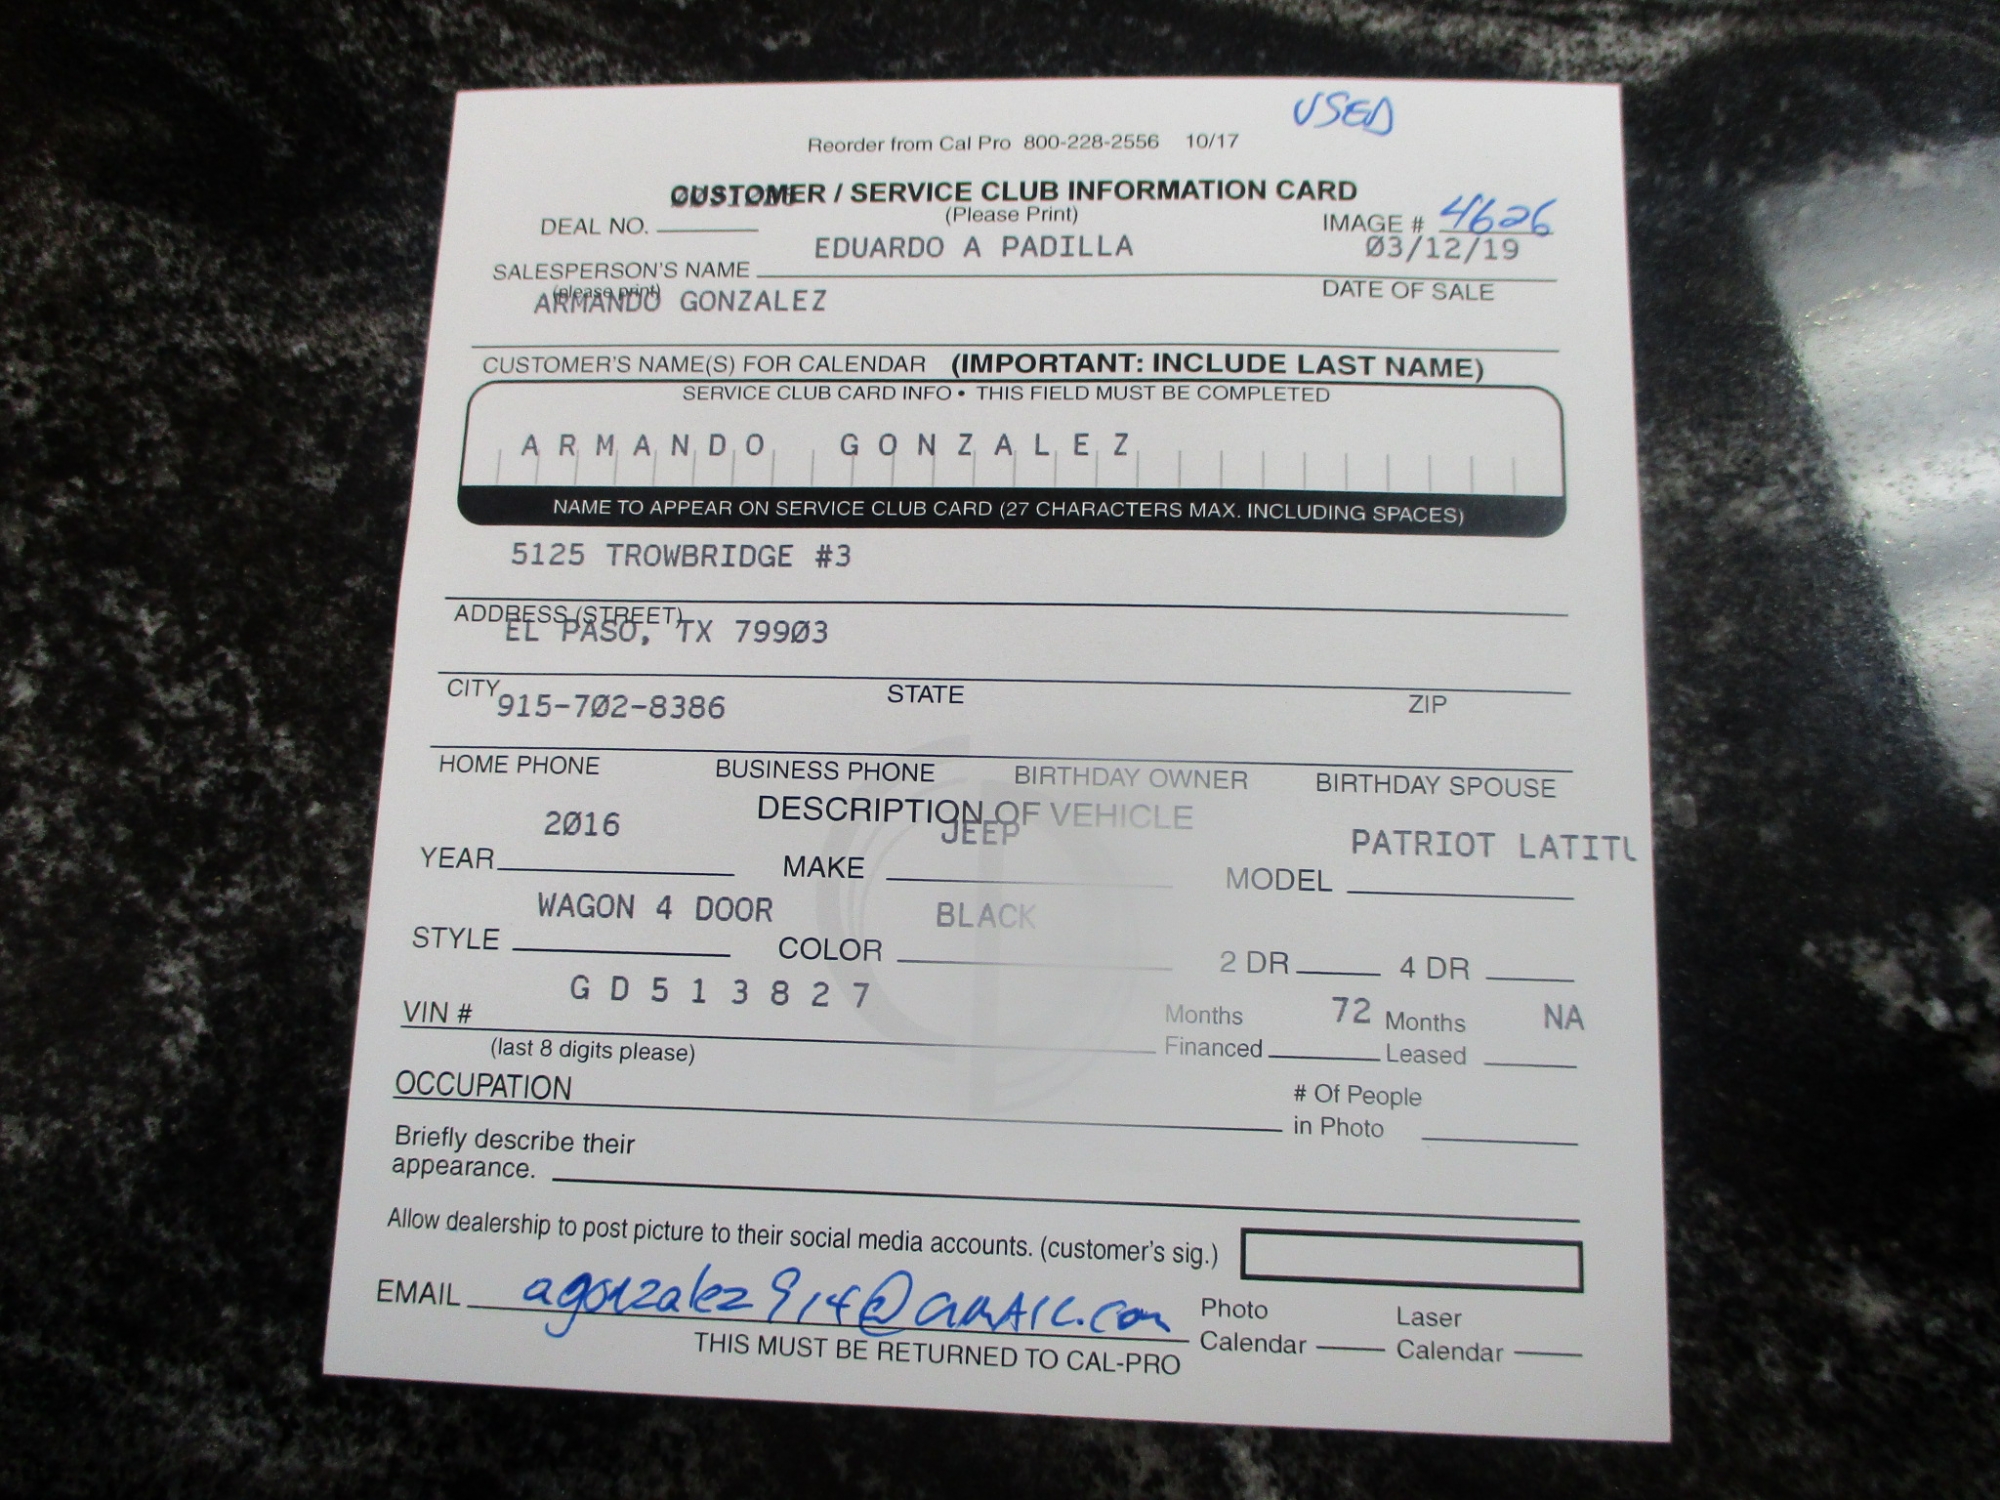 USED
Reorder from Cal Pro 800-228-2556 10/17
CUSTOMER / SERVICE CLUB INFORMATION CARD
(Please Print)
DEAL NO. IMAGE # 4626
EDUARDO A PADILLA 03/12/19
SALESPERSON'S NAME DATE OF SALE
(please print)
ARMANDO GONZALEZ
CUSTOMER'S NAME(S) FOR CALENDAR (IMPORTANT: INCLUDE LAST NAME)
SERVICE CLUB CARD INFO • THIS FIELD MUST BE COMPLETED
ARMANDO GONZALEZ
NAME TO APPEAR ON SERVICE CLUB CARD (27 CHARACTERS MAX. INCLUDING SPACES)
5125 TROWBRIDGE #3
ADDRESS (STREET)
EL PASO, TX 79903
CITY STATE ZIP
915-702-8386
HOME PHONE BUSINESS PHONE BIRTHDAY OWNER BIRTHDAY SPOUSE
DESCRIPTION OF VEHICLE
2016 JEEP PATRIOT LATITU
YEAR MAKE MODEL
WAGON 4 DOOR BLACK
STYLE COLOR 2 DR 4 DR
GD513827
VIN # Months Financed 72 Months Leased NA
(last 8 digits please)
OCCUPATION # Of People in Photo
Briefly describe their
appearance.
Allow dealership to post picture to their social media accounts. (customer's sig.)
EMAIL agonzalez914@GMAIL.com Photo Calendar Laser Calendar
THIS MUST BE RETURNED TO CAL-PRO